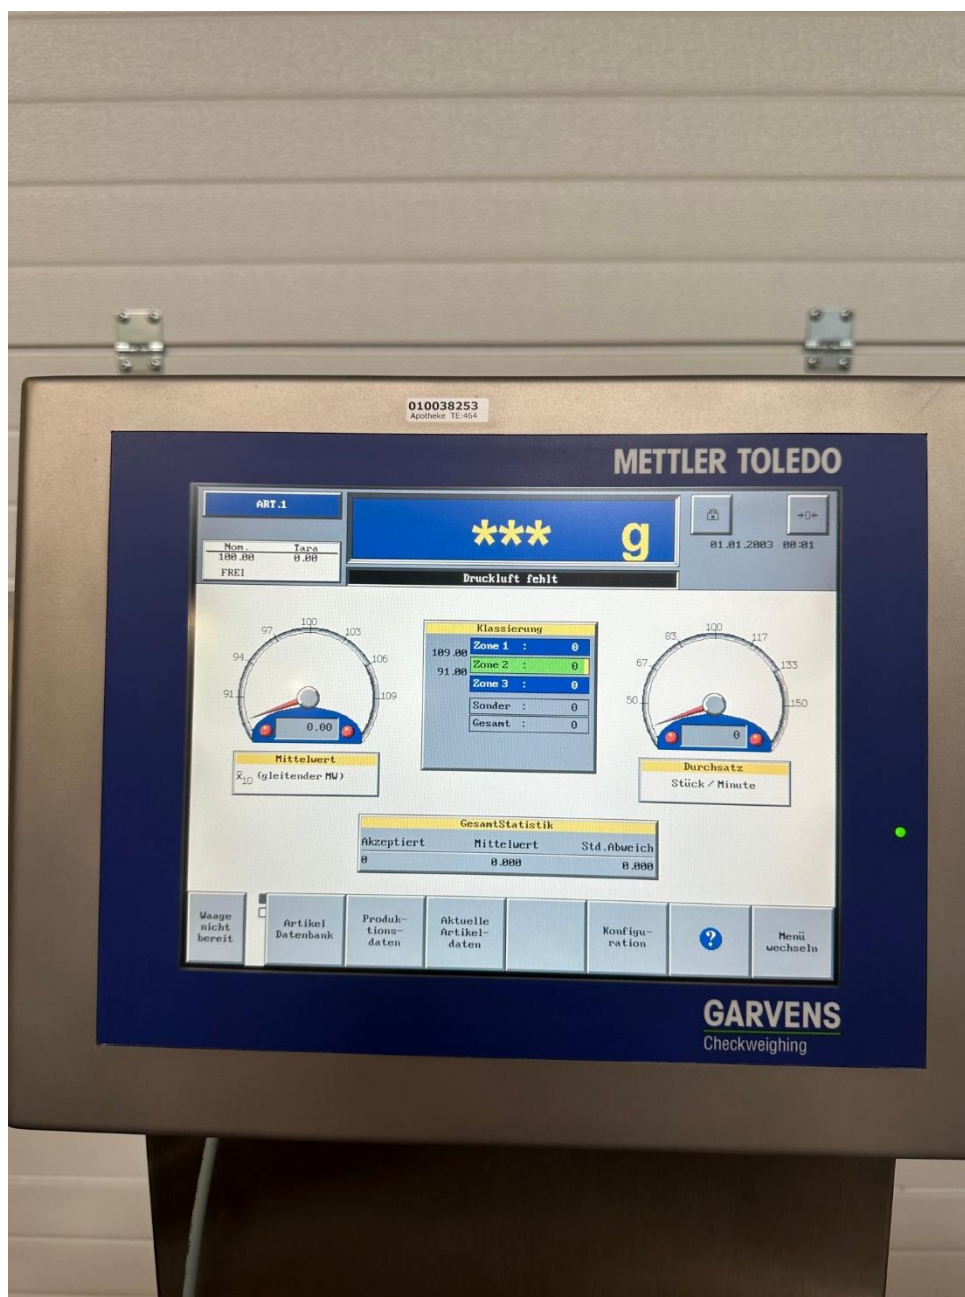 010038253
Apotheke TE:464
METTLER TOLEDO
ART.1
*** g
→0←
01.01.2003 00:01
Nom. Tara
100.00 0.00
FREI
Druckluft fehlt
91 94 97 100 103 106 109
0.00
Mittelwert
x̄10 (gleitender MW)
Klassierung
109.00
91.00
Zone 1 : 0
Zone 2 : 0
Zone 3 : 0
Sonder : 0
Gesamt : 0
50 67 83 100 117 133 150
0
Durchsatz
Stück / Minute
GesamtStatistik
Akzeptiert Mittelwert Std.Abweich
0 0.000 0.000
Waage
nicht
bereit
Artikel
Datenbank
Produk-
tions-
daten
Aktuelle
Artikel-
daten
Konfigu-
ration
?
Menü
wechseln
GARVENS
Checkweighing